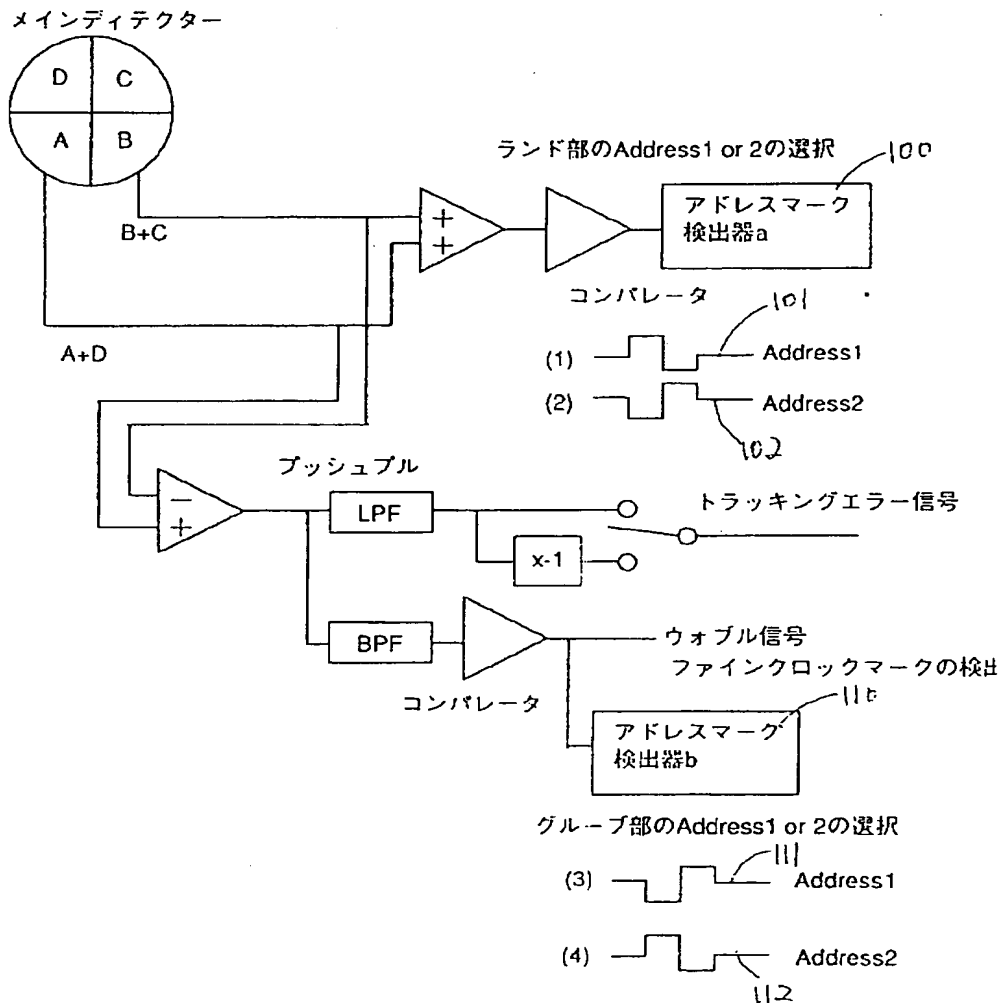 メインディテクター
D C
A B
B+C
A+D
ランド部のAddress1 or 2の選択
100
アドレスマーク
検出器a
+
+
コンパレータ
101
(1) Address1
(2) Address2
102
プッシュプル
−
+
LPF
x-1
トラッキングエラー信号
BPF
コンパレータ
ウォブル信号
ファインクロックマークの検出
110
アドレスマーク
検出器b
グルーブ部のAddress1 or 2の選択
111
(3) Address1
(4) Address2
112